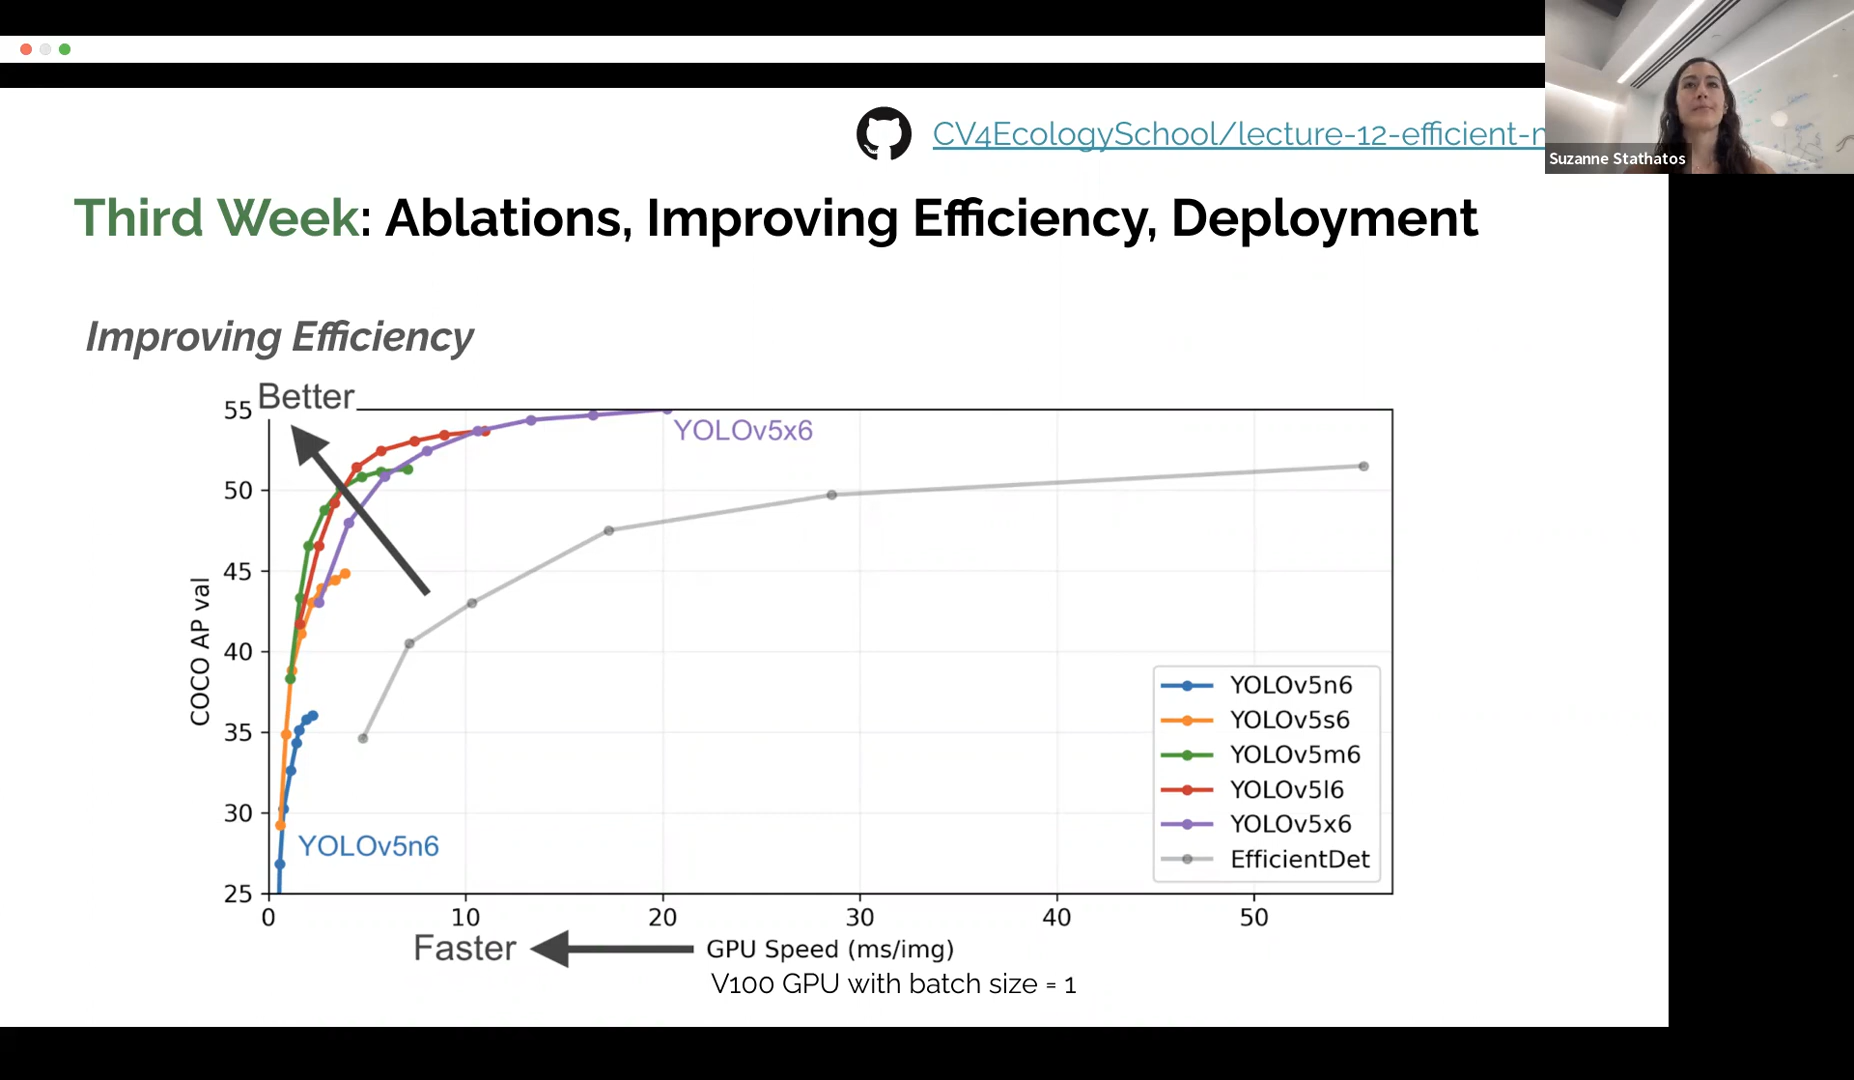 CV4EcologySchool/lecture-12-efficient-
Suzanne Stathatos
Third Week: Ablations, Improving Efficiency, Deployment
Improving Efficiency
Better
55
50
45
40
35
30
25
COCO AP val
YOLOv5x6
YOLOv5n6
YOLOv5n6
YOLOv5s6
YOLOv5m6
YOLOv5l6
YOLOv5x6
EfficientDet
0 10 20 30 40 50
Faster
GPU Speed (ms/img)
V100 GPU with batch size = 1